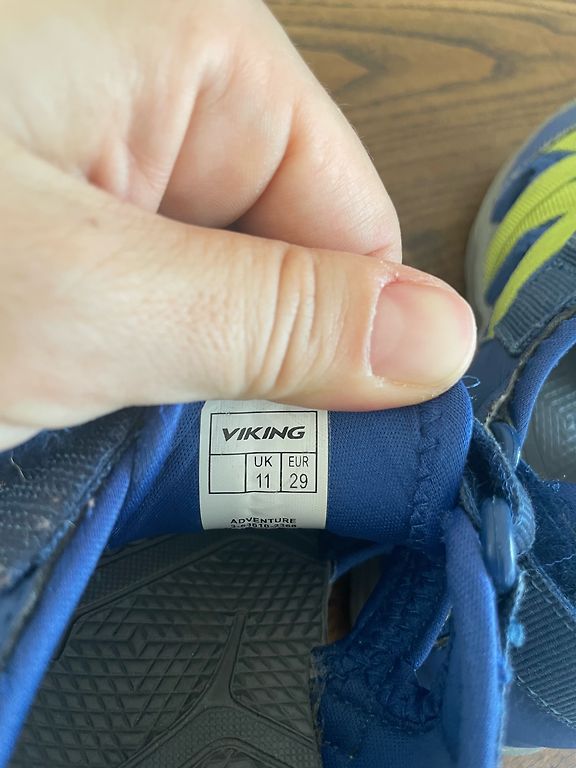 VIKING
UK EUR
11 29
ADVENTURE